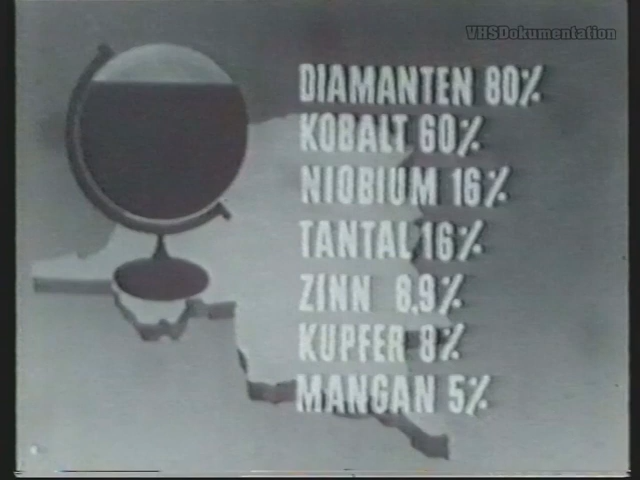 VHSDokumentation
DIAMANTEN 80%
KOBALT 60%
NIOBIUM 16%
TANTAL 16%
ZINN 8,9%
KUPFER 8%
MANGAN 5%